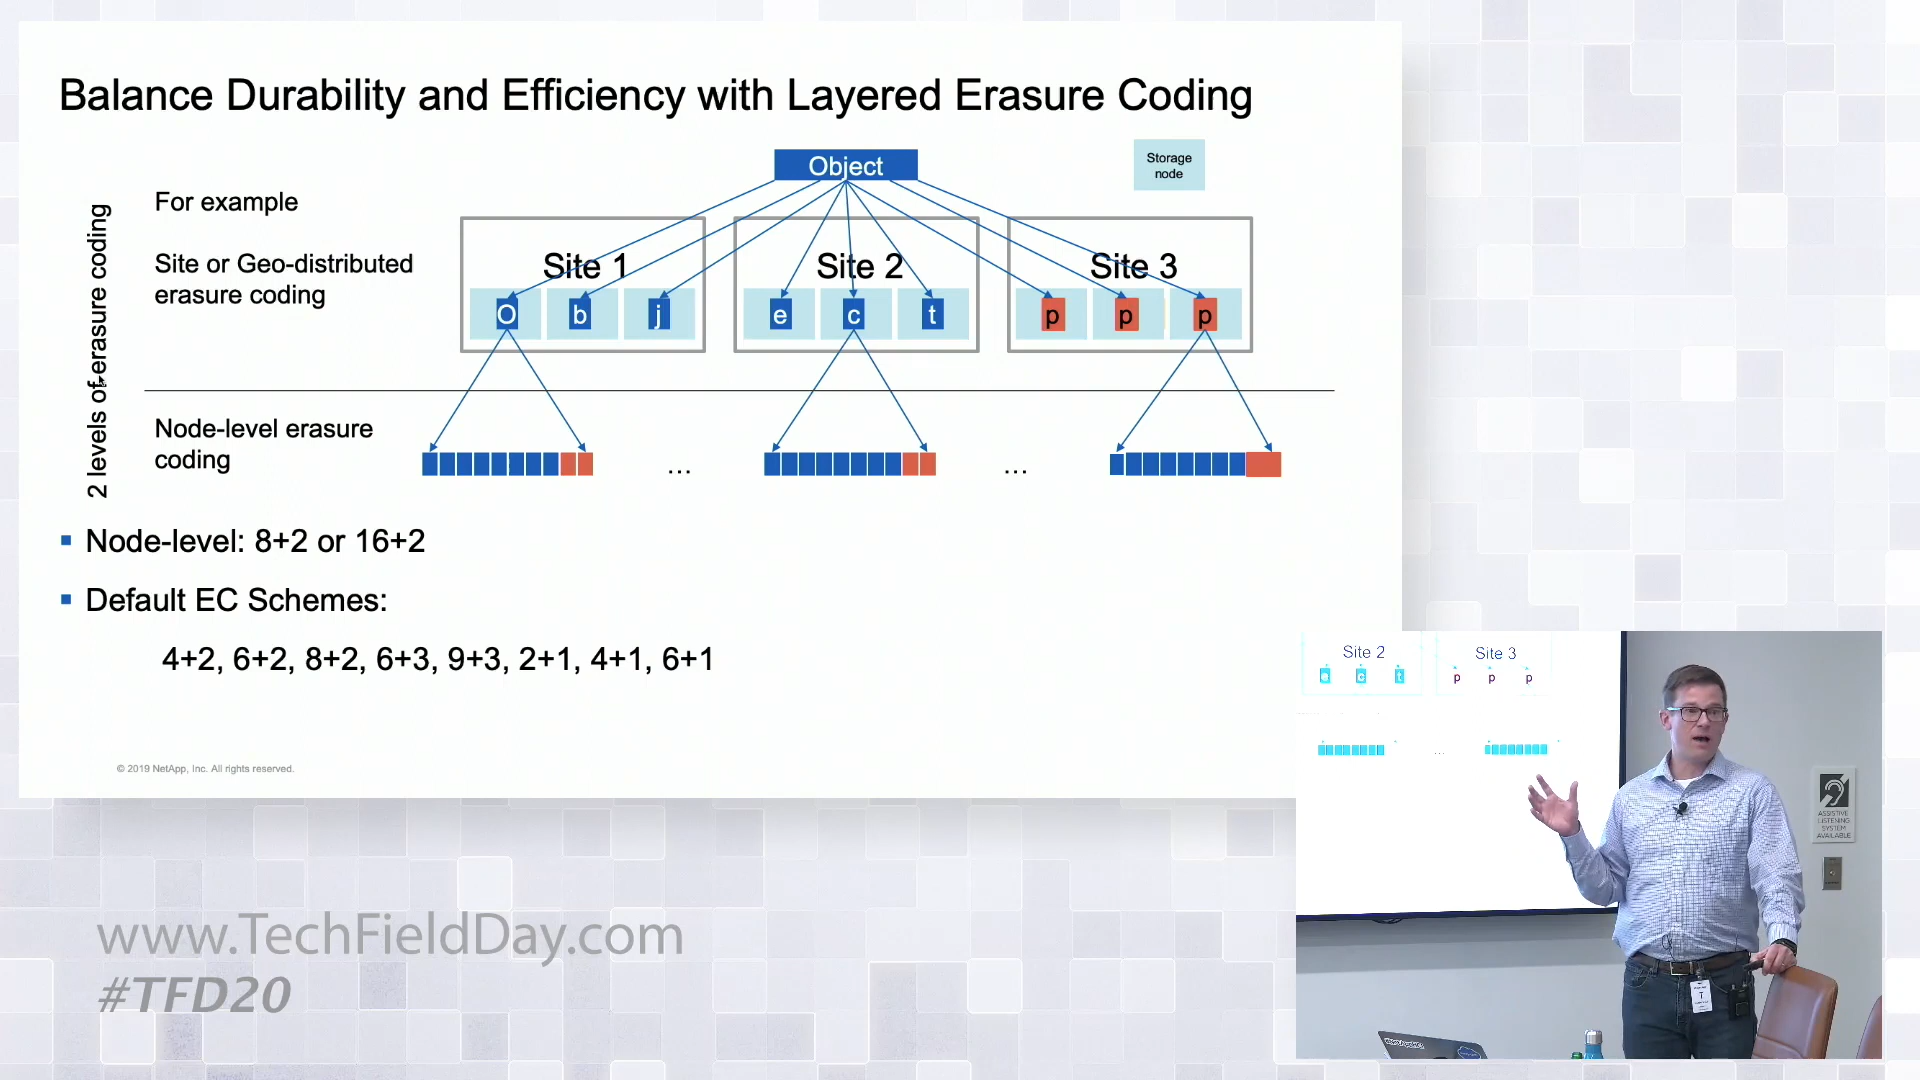 Balance Durability and Efficiency with Layered Erasure Coding
2 levels of erasure coding
For example
Object
Storage
node
Site or Geo-distributed
erasure coding
Site 1
Site 2
Site 3
O b j
e c t
p p p
Node-level erasure
coding
... ...
Node-level: 8+2 or 16+2
Default EC Schemes:
4+2, 6+2, 8+2, 6+3, 9+3, 2+1, 4+1, 6+1
© 2019 NetApp, Inc. All rights reserved.
Site 2
Site 3
e c t
p p p
...
ASSISTIVE
LISTENING
SYSTEM
AVAILABLE
T
www.TechFieldDay.com
#TFD20